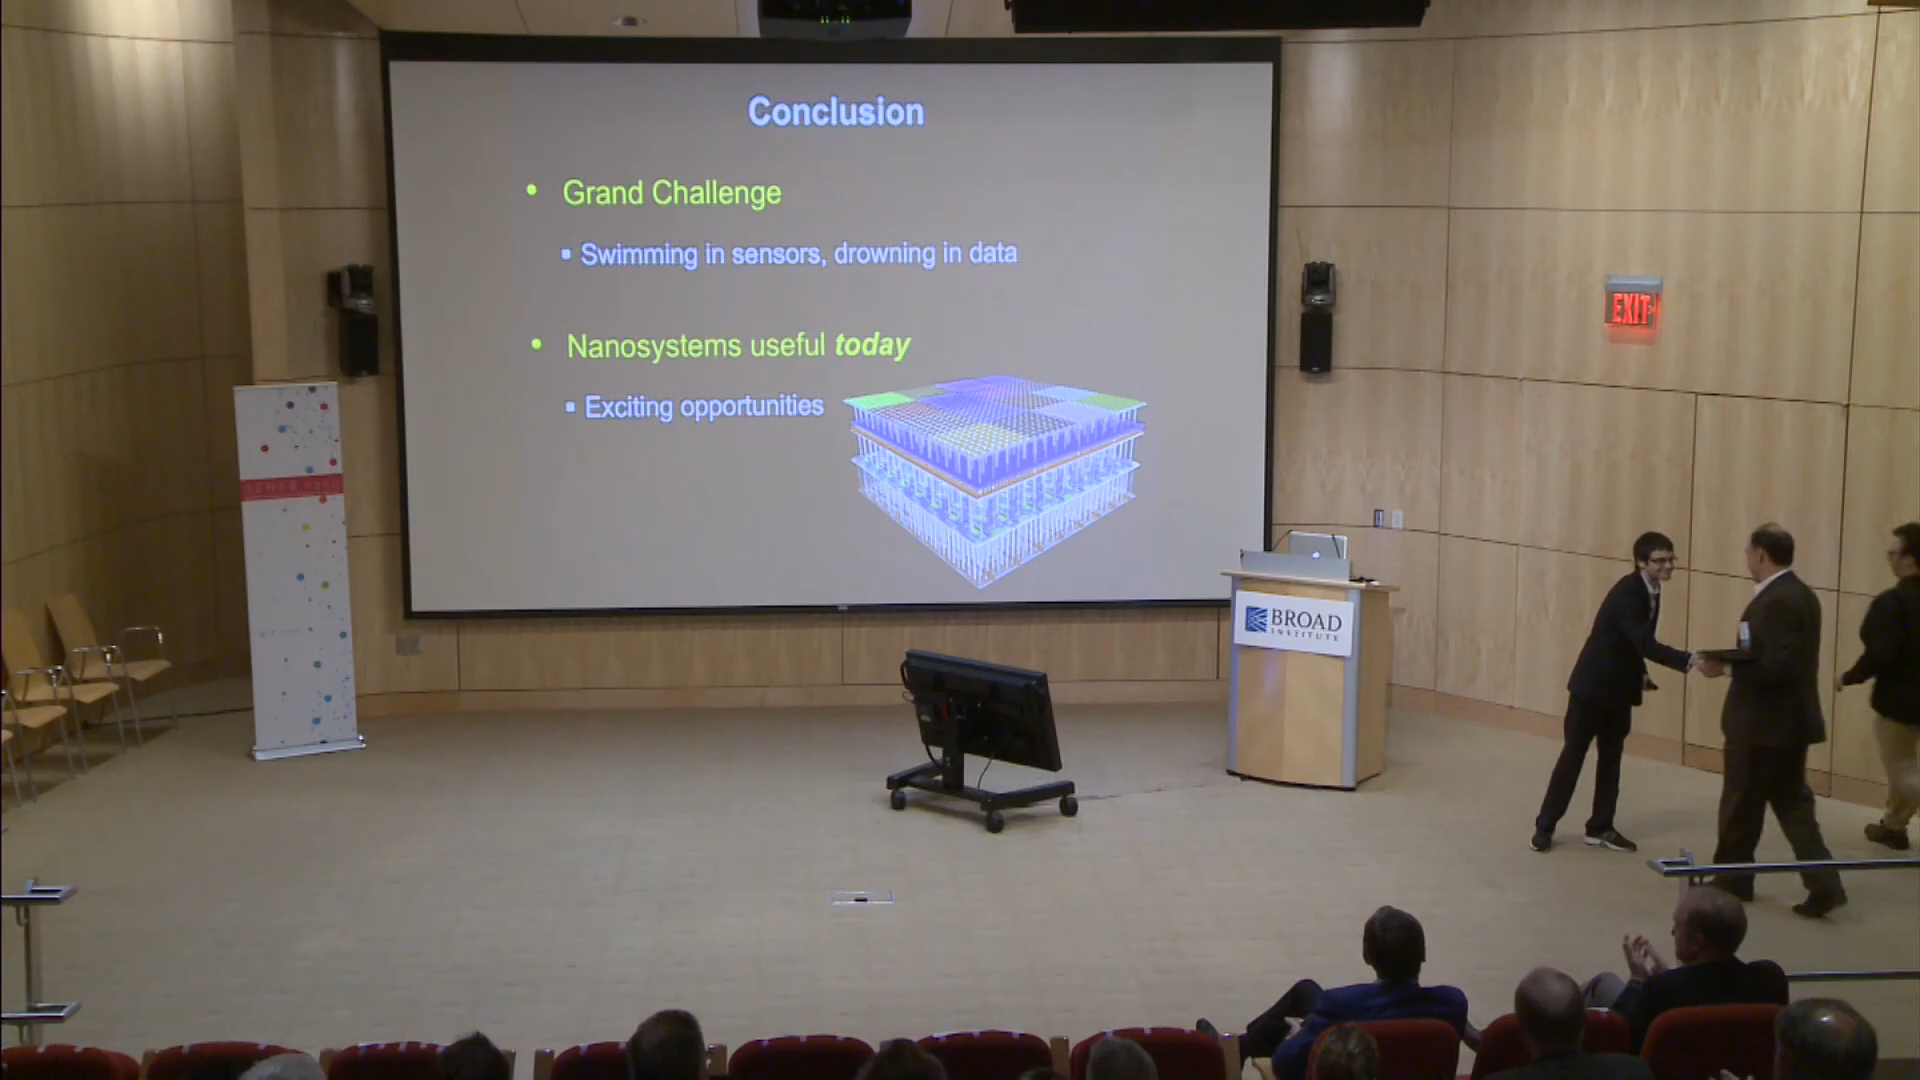 Conclusion
• Grand Challenge
▪ Swimming in sensors, drowning in data
• Nanosystems useful today
▪ Exciting opportunities
EXIT
BROAD
INSTITUTE